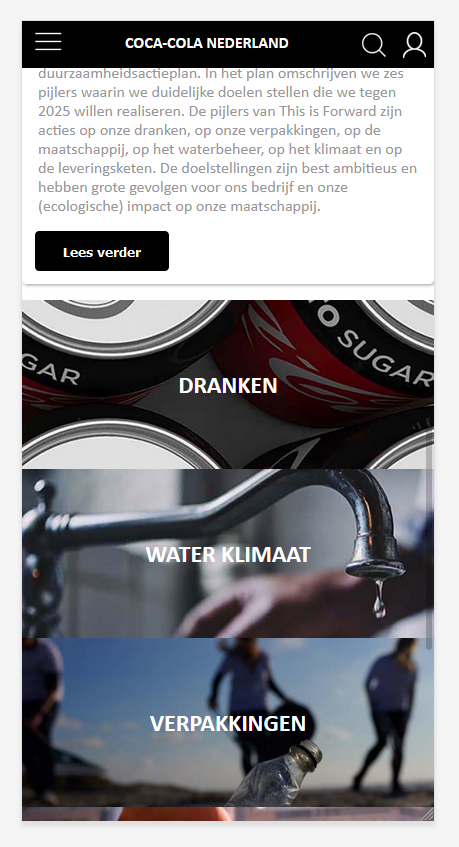 COCA-COLA NEDERLAND
duurzaamheidsactieplan. In het plan omschrijven we zes
pijlers waarin we duidelijke doelen stellen die we tegen
2025 willen realiseren. De pijlers van This is Forward zijn
acties op onze dranken, op onze verpakkingen, op de
maatschappij, op het waterbeheer, op het klimaat en op
de leveringsketen. De doelstellingen zijn best ambitieus en
hebben grote gevolgen voor ons bedrijf en onze
(ecologische) impact op onze maatschappij.
Lees verder
SUGAR
GAR
DRANKEN
WATER KLIMAAT
VERPAKKINGEN